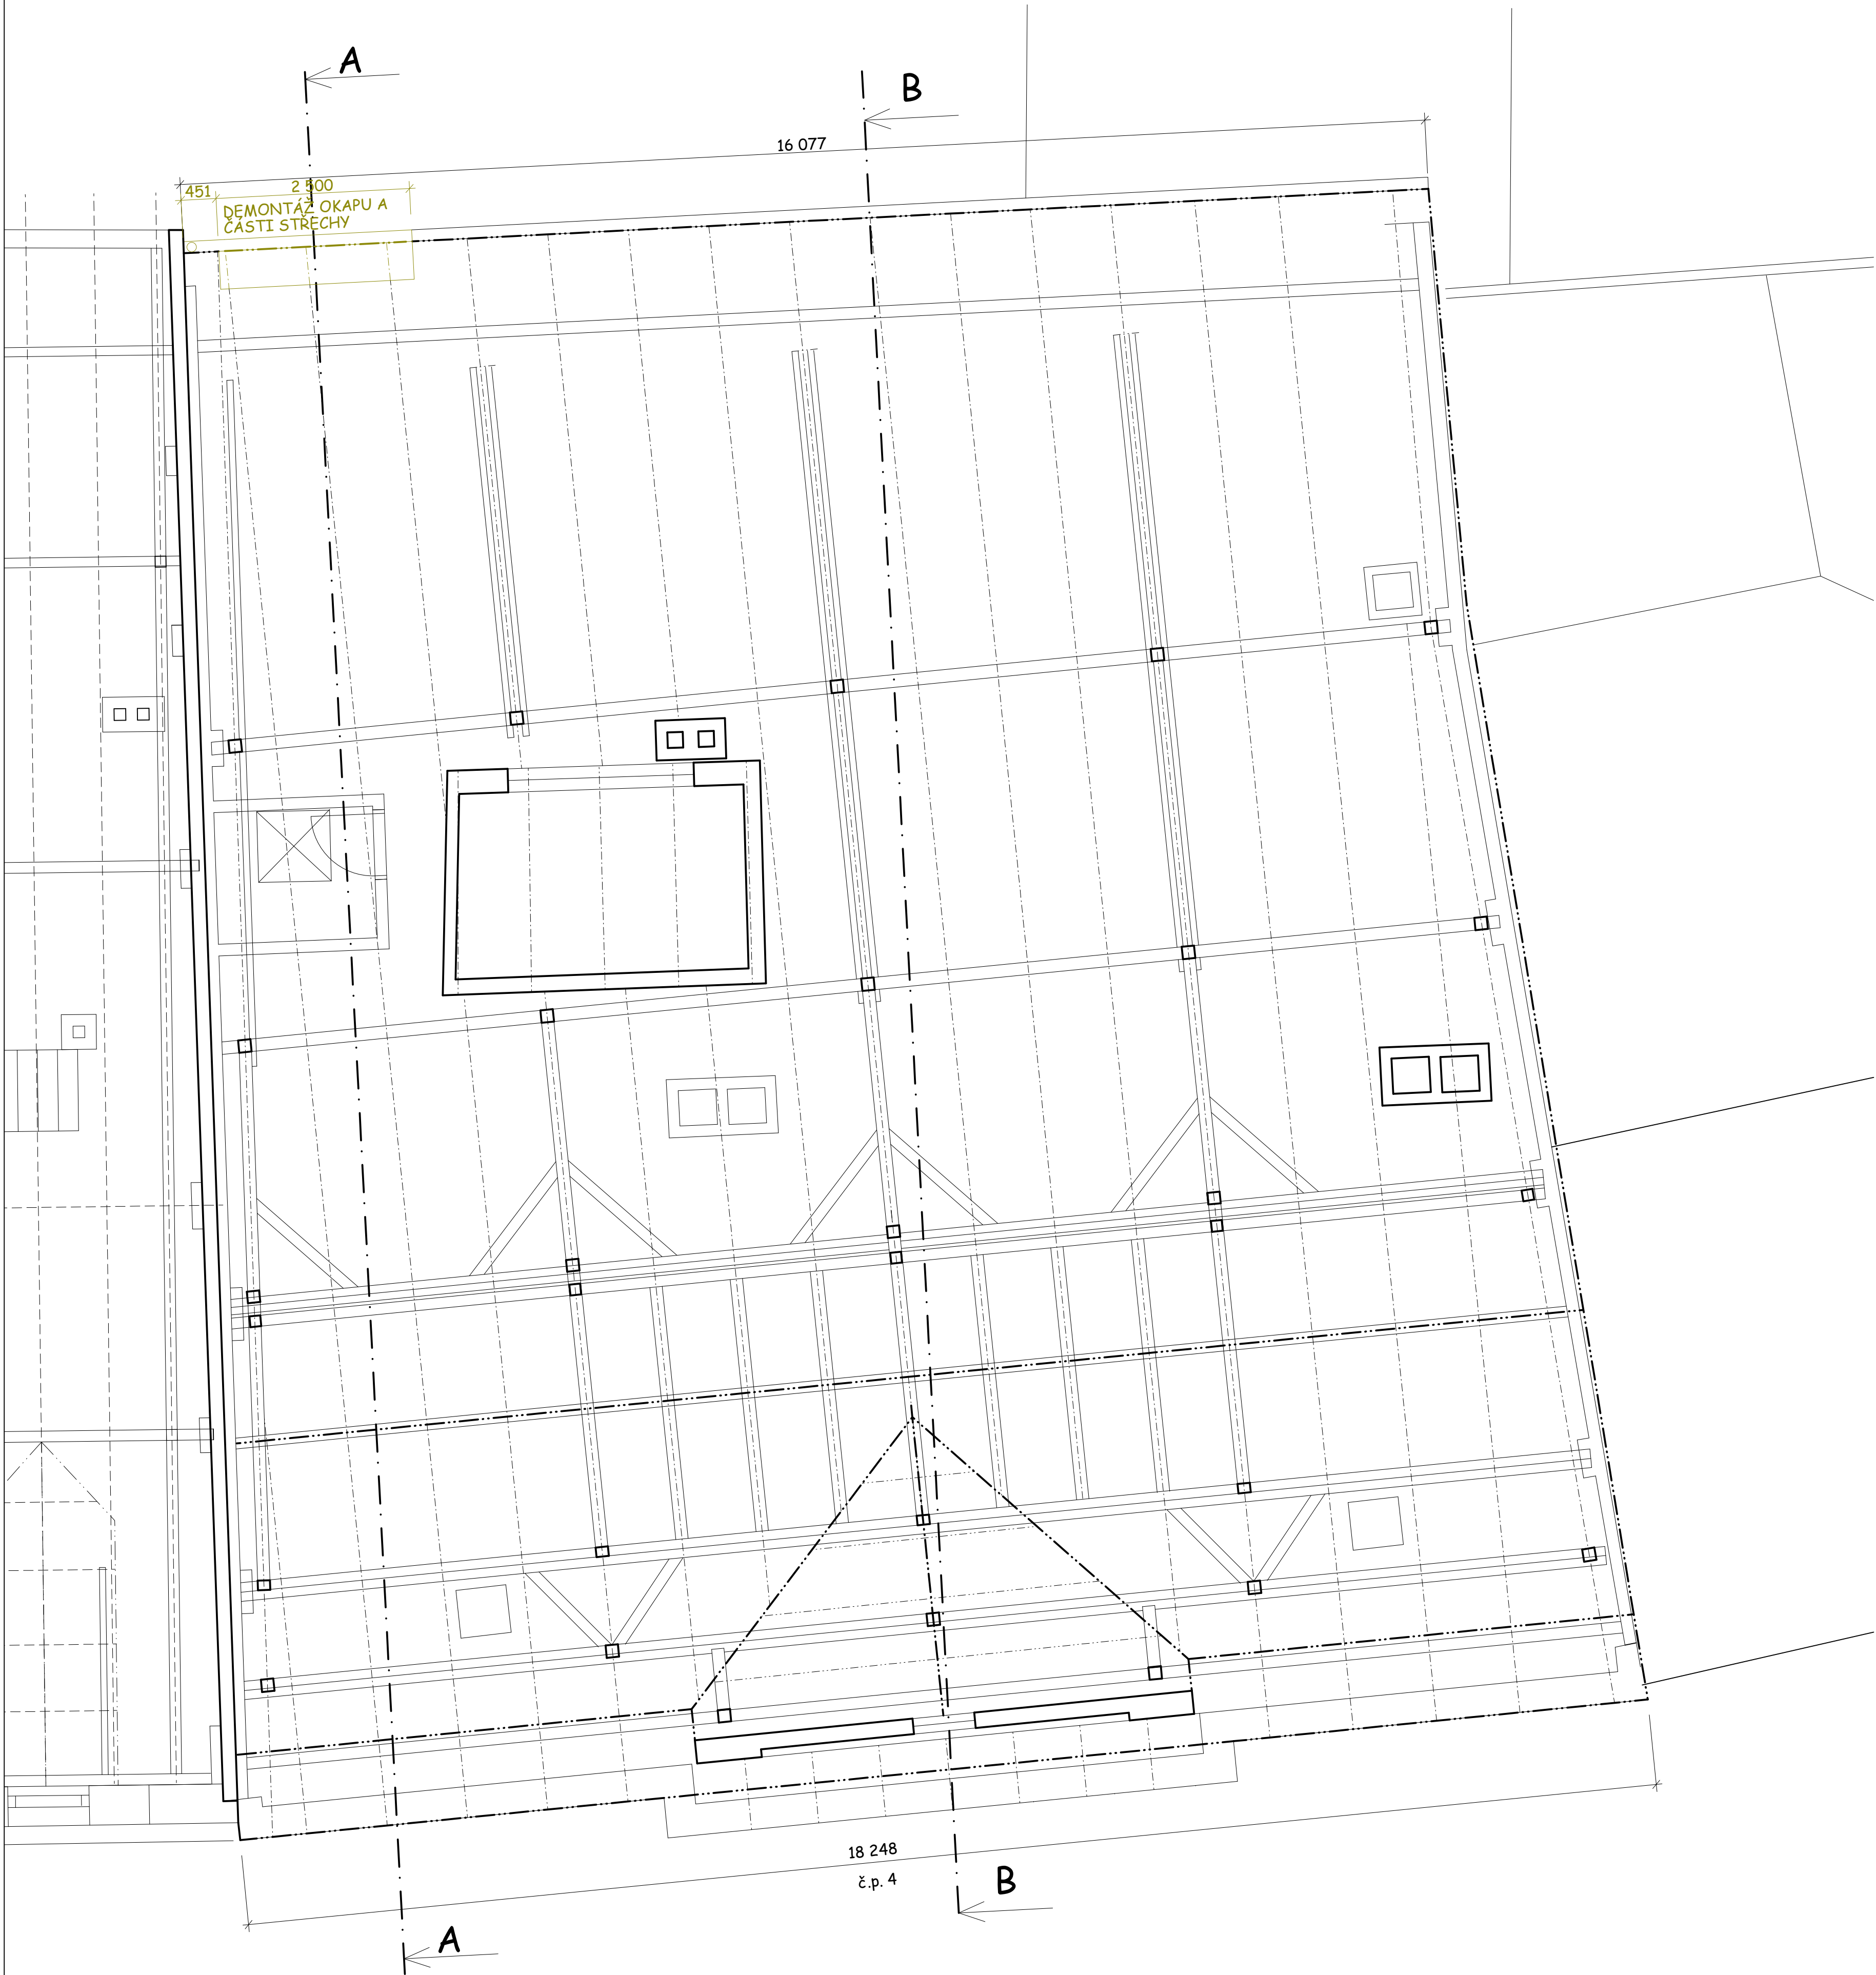 A
B
16 077
451
2 500
DEMONTÁŽ OKAPU A
ČÁSTI STŘECHY
18 248
č.p. 4
B
A